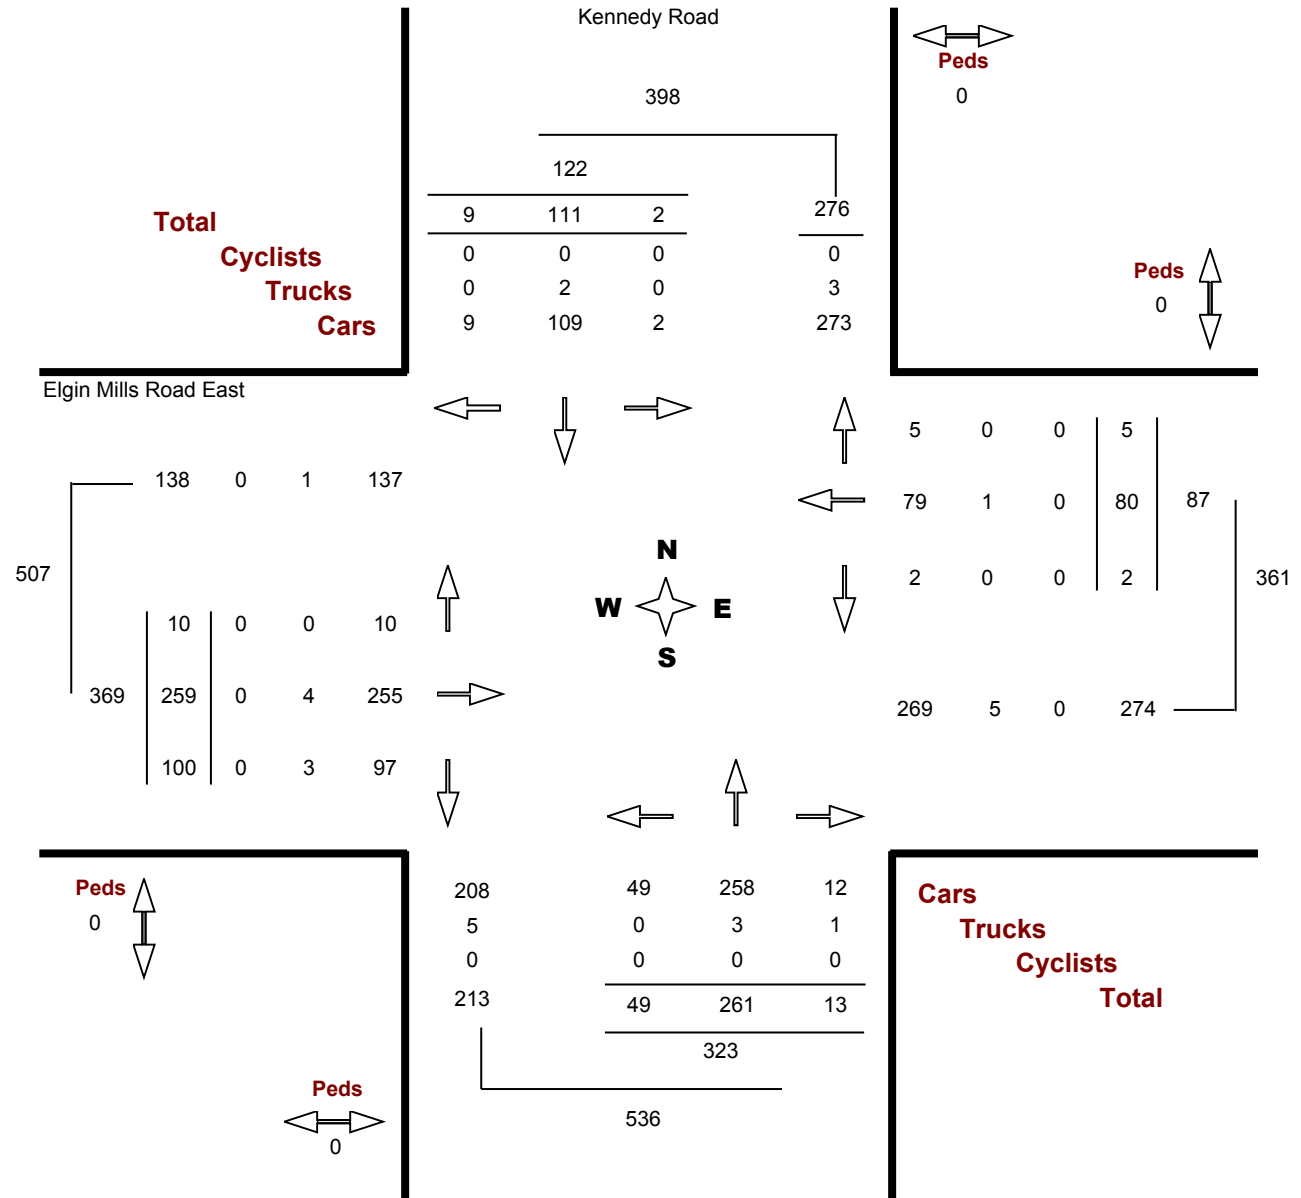 Kennedy Road
Peds
0
398
122
Total 9 111 2 276
Cyclists 0 0 0 0
Trucks 0 2 0 3
Cars 9 109 2 273
Peds
0
Elgin Mills Road East
5 0 0 5
138 0 1 137
79 1 0 80 87
N
507
W E
2 0 0 2 361
S
10 0 0 10
369 259 0 4 255
269 5 0 274
100 0 3 97
Peds
0
208 49 258 12
5 0 3 1
0 0 0 0
213 49 261 13
Cars
Trucks
Cyclists
Total
323
Peds
0
536